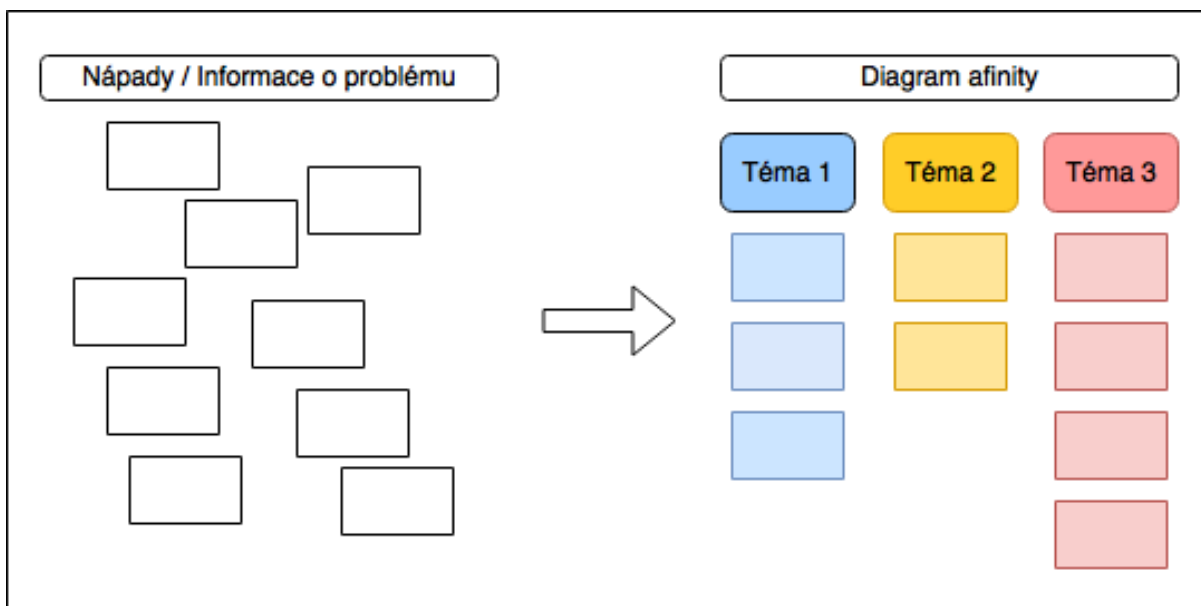 Nápady / Informace o problému
Diagram afinity
Téma 1
Téma 2
Téma 3